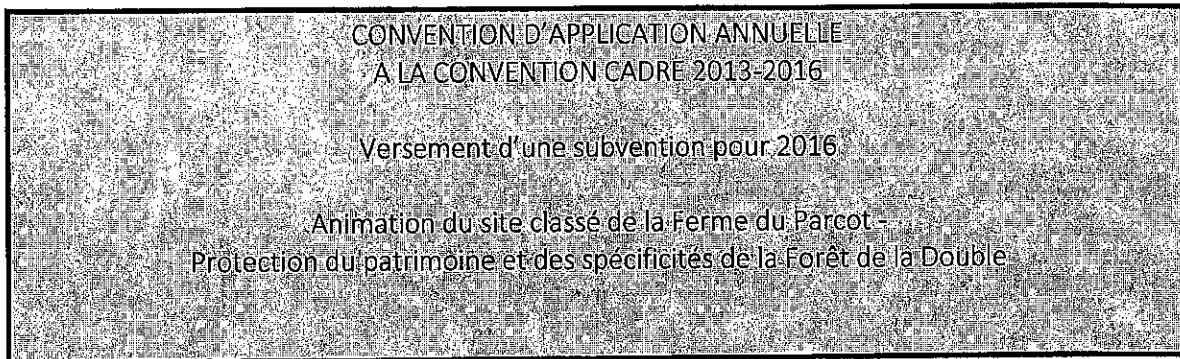 CONVENTION D'APPLICATION ANNUELLE
A LA CONVENTION CADRE 2013-2016
Versement d'une subvention pour 2016
Animation du site classé de la Ferme du Parcot -
Protection du patrimoine et des spécificités de la Forêt de la Double